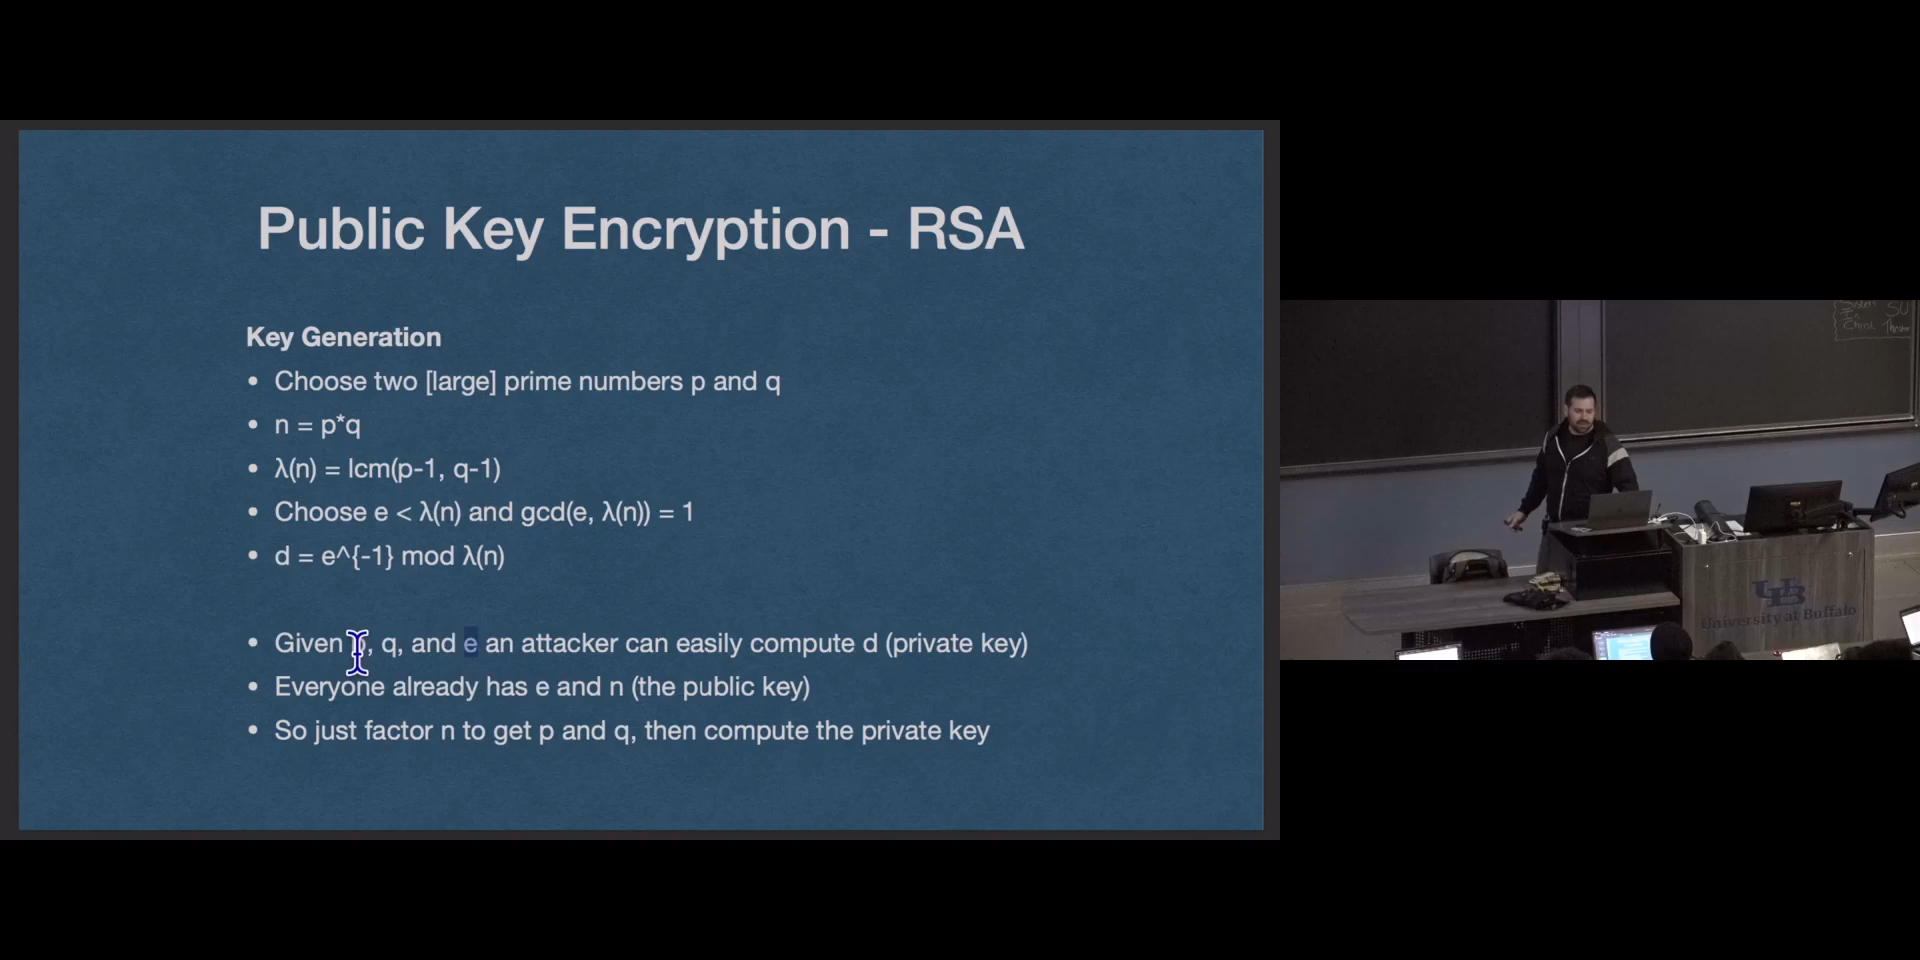 Public Key Encryption - RSA
Key Generation
• Choose two [large] prime numbers p and q
• n = p*q
• λ(n) = lcm(p-1, q-1)
• Choose e < λ(n) and gcd(e, λ(n)) = 1
• d = e^{-1} mod λ(n)
• Given p, q, and e an attacker can easily compute d (private key)
• Everyone already has e and n (the public key)
• So just factor n to get p and q, then compute the private key
SU
UB
University at Buffalo